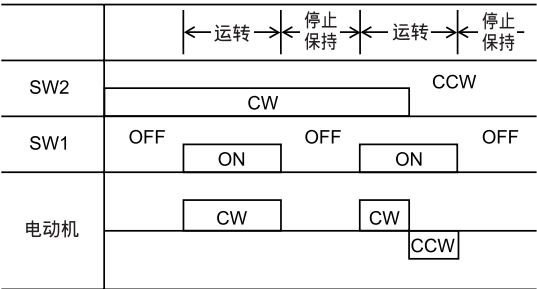 运转 停止 运转 停止
保持 保持
CCW
SW2
CW
OFF OFF OFF
SW1
ON ON
电动机 CW CW
CCW